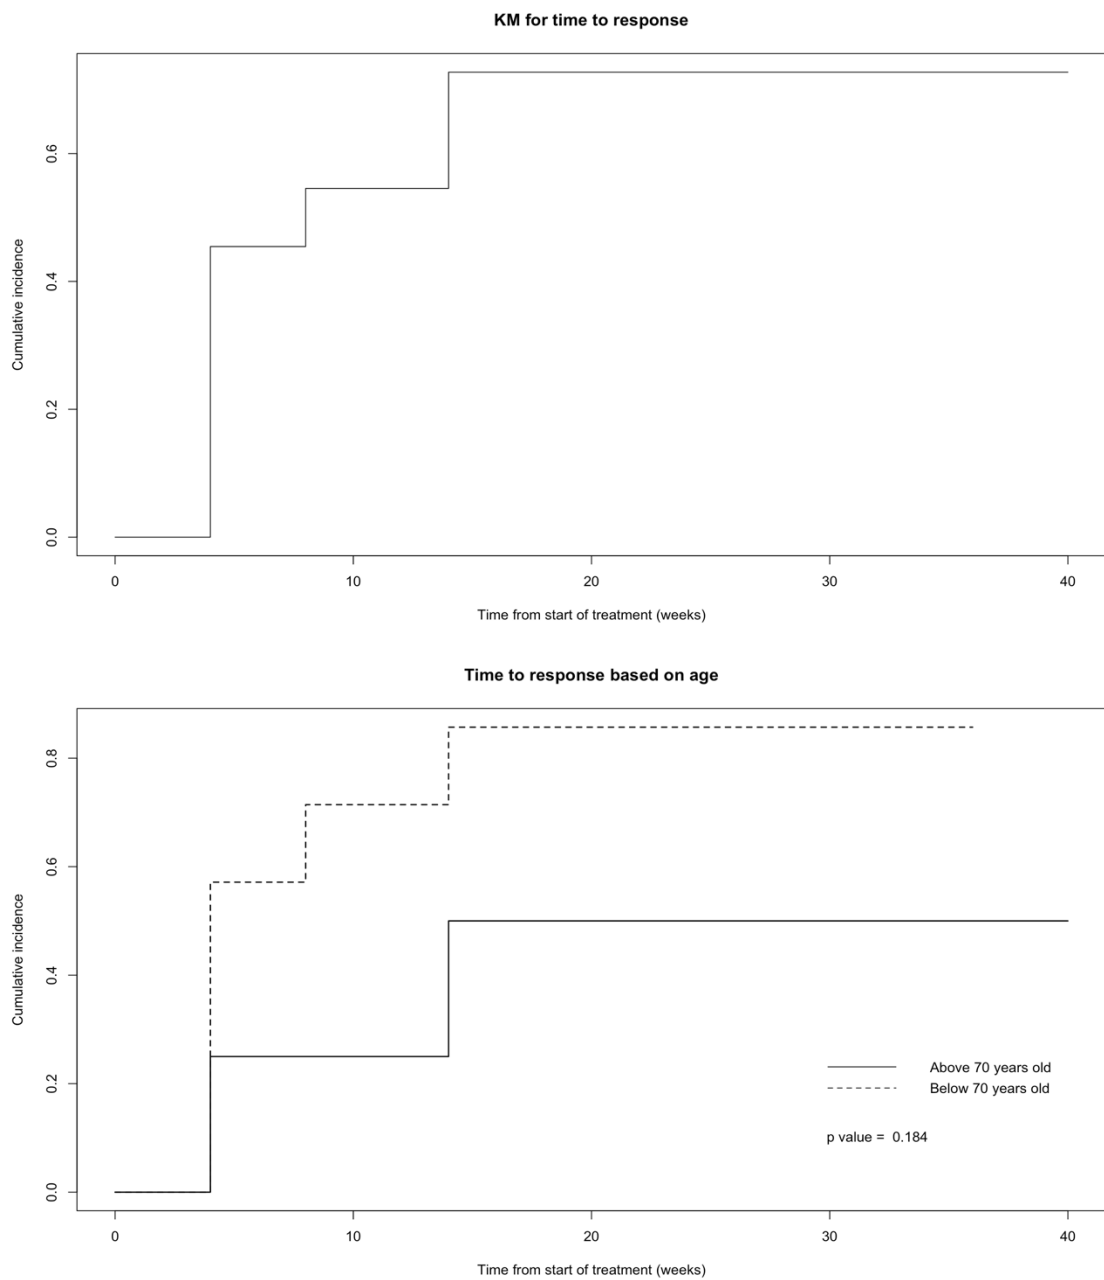 KM for time to response
0.6
0.4
0.2
0.0
Cumulative incidence
0 10 20 30 40
Time from start of treatment (weeks)
Time to response based on age
0.8
0.6
0.4
0.2
0.0
Cumulative incidence
Above 70 years old
Below 70 years old
p value = 0.184
0 10 20 30 40
Time from start of treatment (weeks)